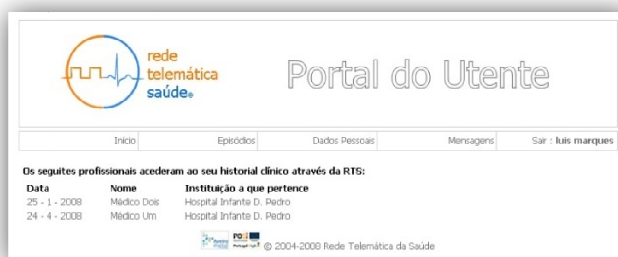 rede
telemática
saúde
Portal do Utente
Início Episódios Dados Pessoais Mensagens Sair : luis marques
Os seguites profissionais acederam ao seu historial clínico através da RTS:
Data Nome Instituição a que pertence
25 - 1 - 2008 Médico Dois Hospital Infante D. Pedro
24 - 4 - 2008 Médico Um Hospital Infante D. Pedro
© 2004-2008 Rede Telemática da Saúde